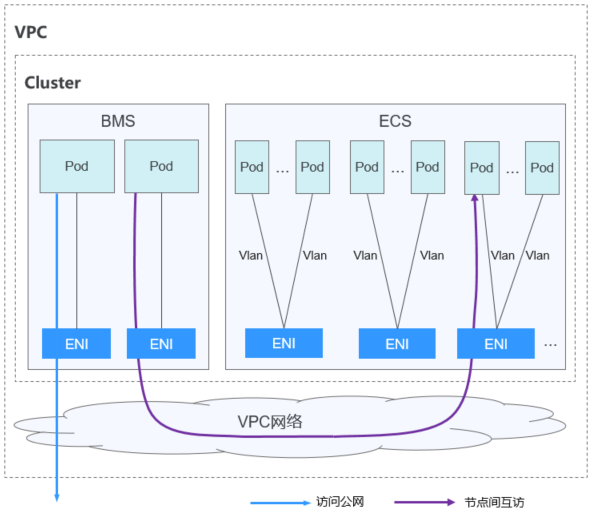 VPC
Cluster
BMS
ECS
Pod
Pod
Pod ... Pod
Pod ... Pod
Pod ... Pod
Vlan
Vlan
Vlan
Vlan
Vlan
Vlan
ENI
ENI
ENI
ENI
ENI
...
VPC网络
访问公网
节点间互访